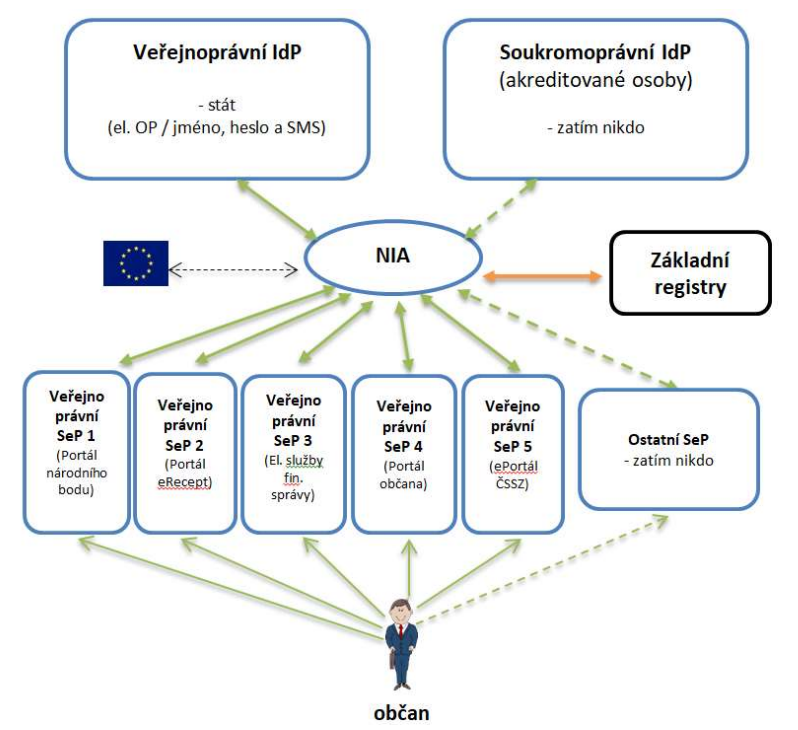 Veřejnoprávní IdP
- stát
(el. OP / jméno, heslo a SMS)
Soukromoprávní IdP
(akreditované osoby)
- zatím nikdo
NIA
Základní
registry
Veřejno
právní
SeP 1
(Portál
národního
bodu)
Veřejno
právní
SeP 2
(Portál
eRecept)
Veřejno
právní
SeP 3
(El. služby
fin.
správy)
Veřejno
právní
SeP 4
(Portál
občana)
Veřejno
právní
SeP 5
(ePortál
ČSSZ)
Ostatní SeP
- zatím nikdo
občan